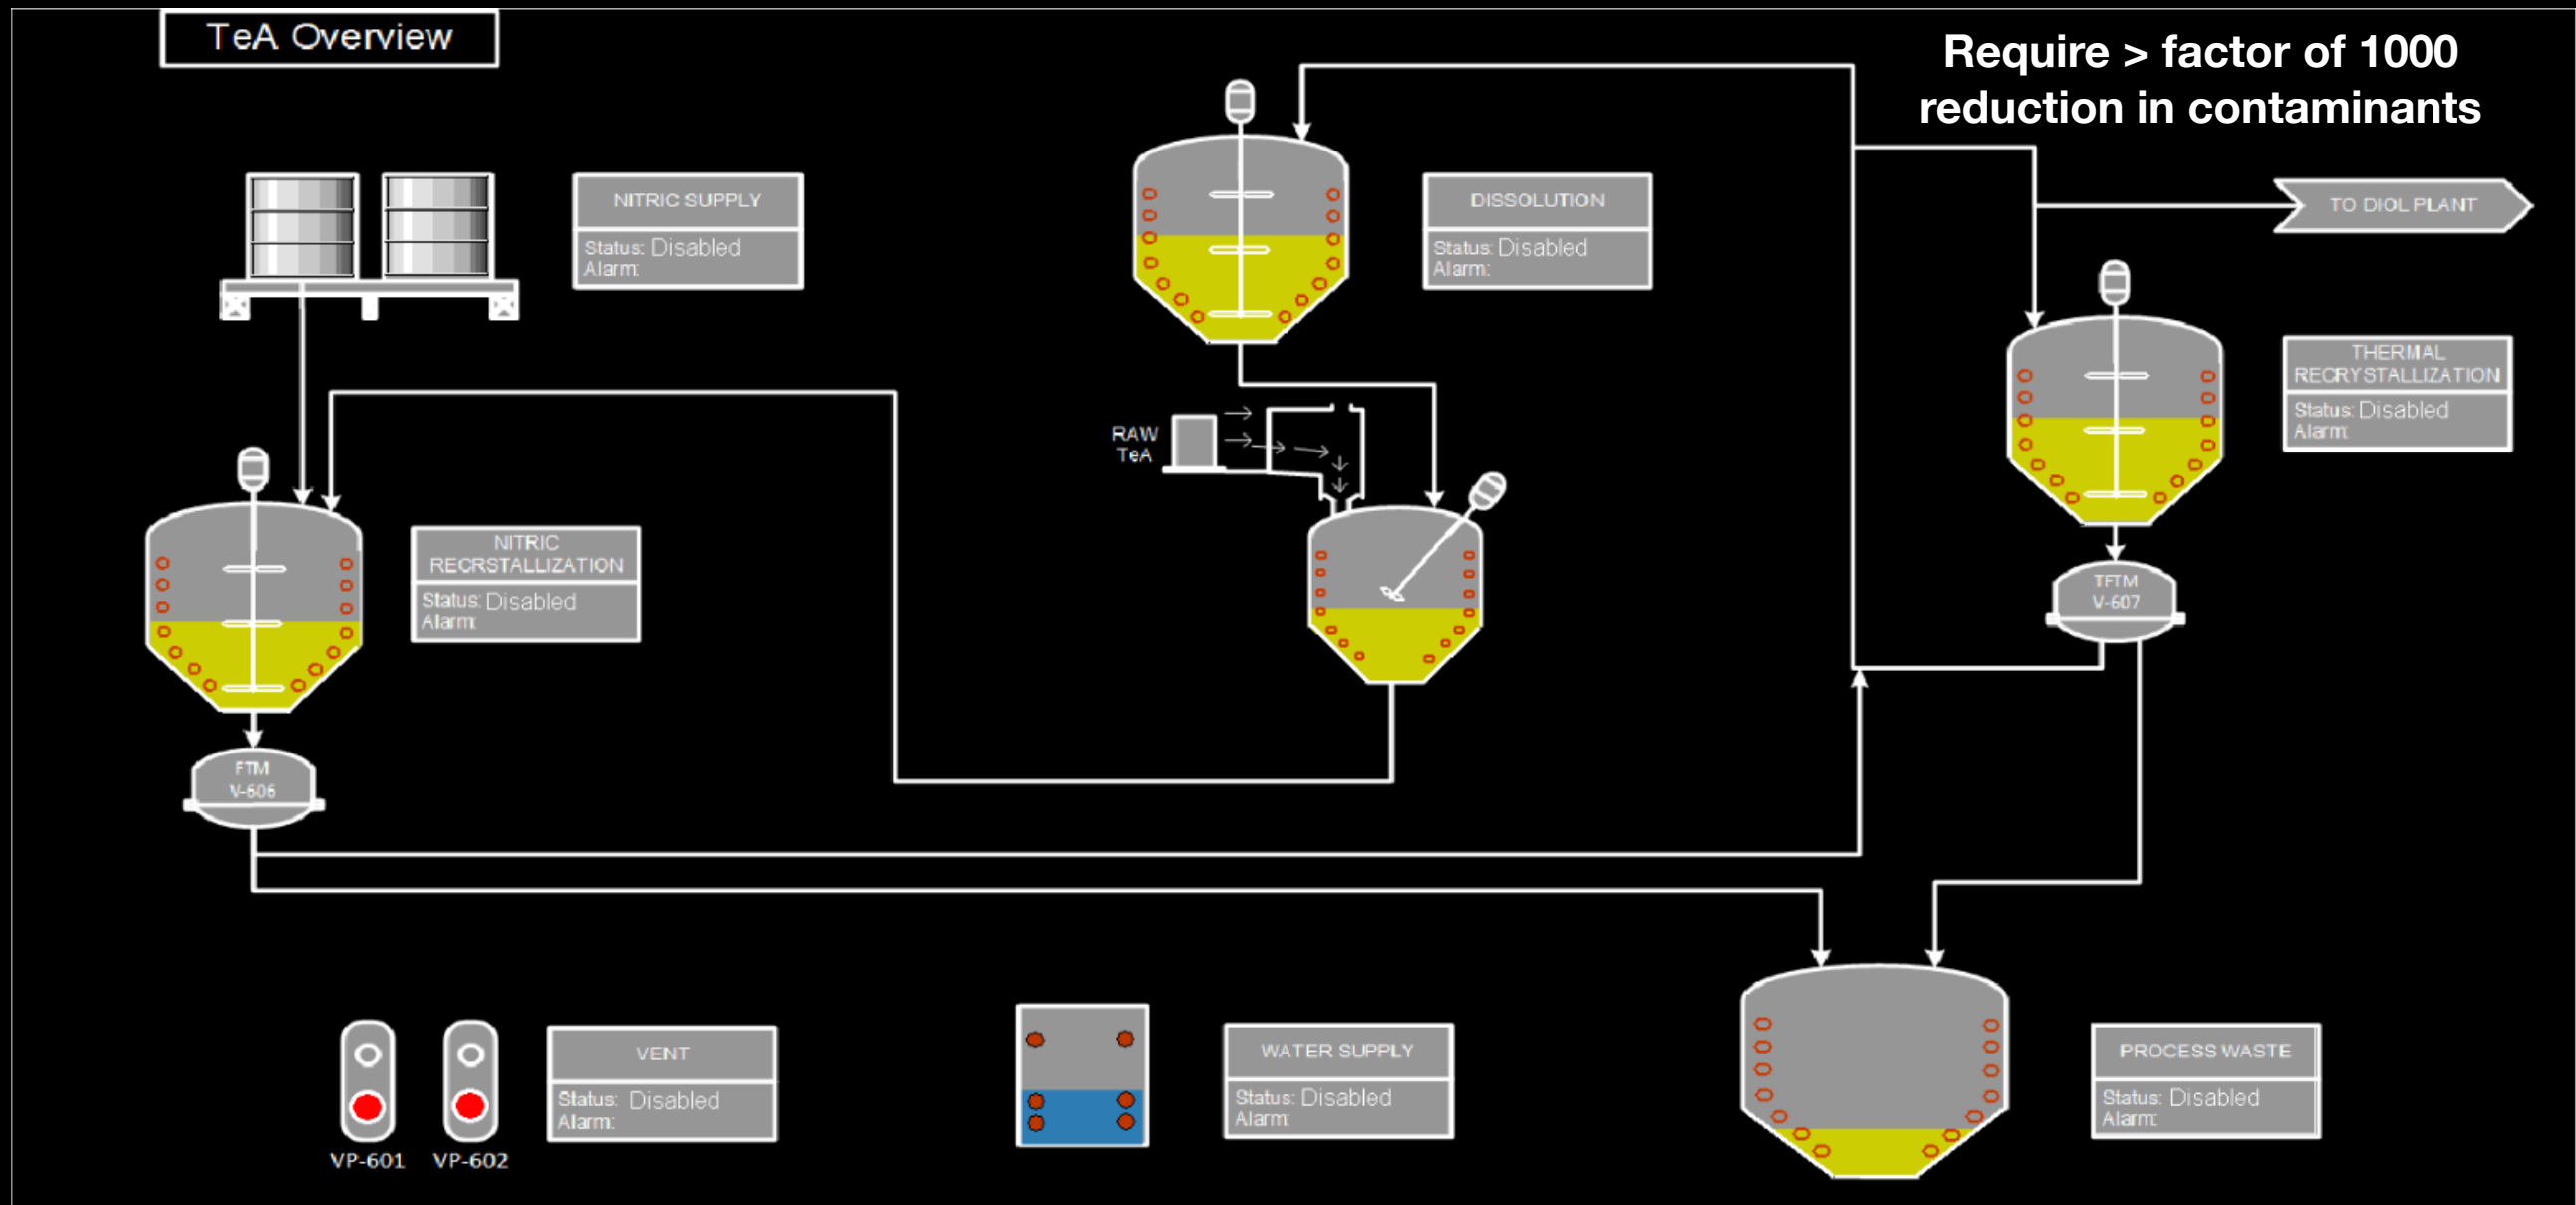 TeA Overview
Require > factor of 1000
reduction in contaminants
NITRIC SUPPLY
Status: Disabled
Alarm:
DISSOLUTION
Status: Disabled
Alarm:
TO DIOL PLANT
THERMAL
RECRYSTALLIZATION
Status: Disabled
Alarm:
RAW
TeA
NITRIC
RECRSTALLIZATION
Status: Disabled
Alarm:
TFTM
V-607
FTM
V-606
VENT
Status: Disabled
Alarm:
VP-601
VP-602
WATER SUPPLY
Status: Disabled
Alarm:
PROCESS WASTE
Status: Disabled
Alarm: